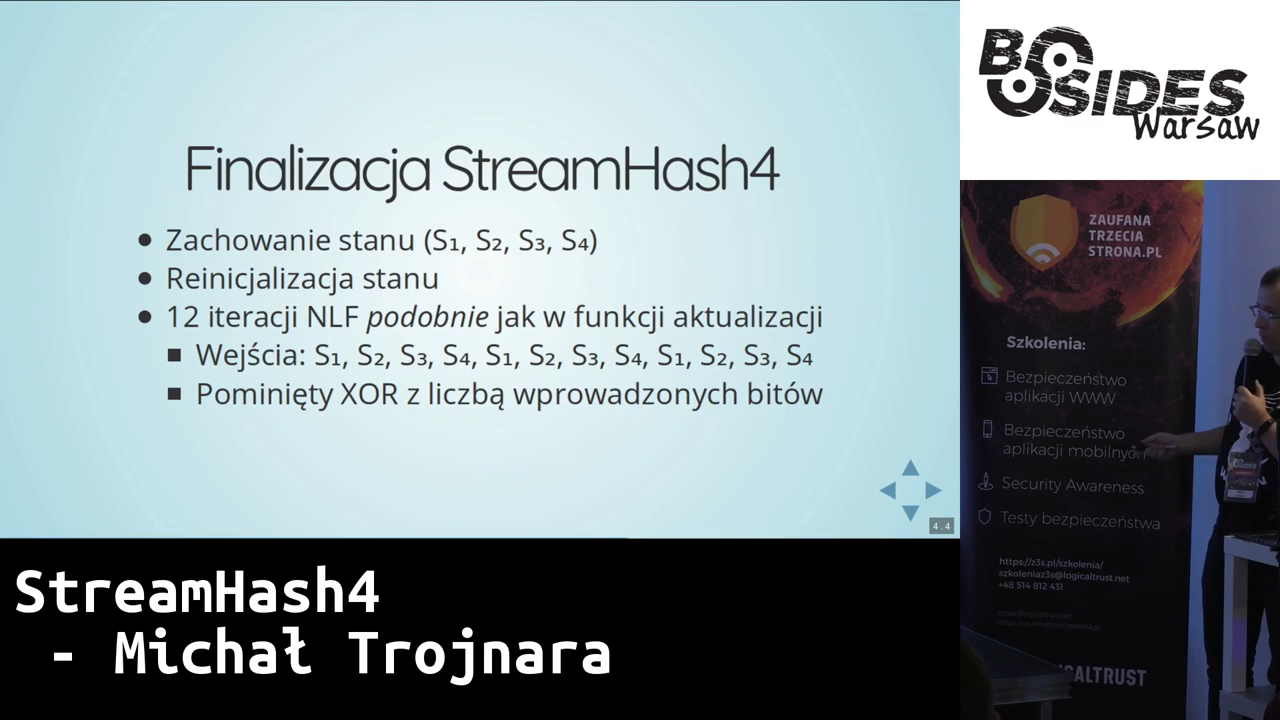 Finalizacja StreamHash4
Zachowanie stanu (S₁, S₂, S₃, S₄)
Reinicjalizacja stanu
12 iteracji NLF podobnie jak w funkcji aktualizacji
Wejścia: S₁, S₂, S₃, S₄, S₁, S₂, S₃, S₄, S₁, S₂, S₃, S₄
Pominięty XOR z liczbą wprowadzonych bitów
4.4
StreamHash4
- Michał Trojnara
BSIDES
Warsaw
ZAUFANA
TRZECIA
STRONA.PL
Szkolenia:
Bezpieczeństwo
aplikacji WWW
Bezpieczeństwo
aplikacji
Security Awareness
Testy bezpieczeństwa
https://z3s.pl/szkolenia/
szkoleniaz3s@logicaltrust.net
+48 514 812 431